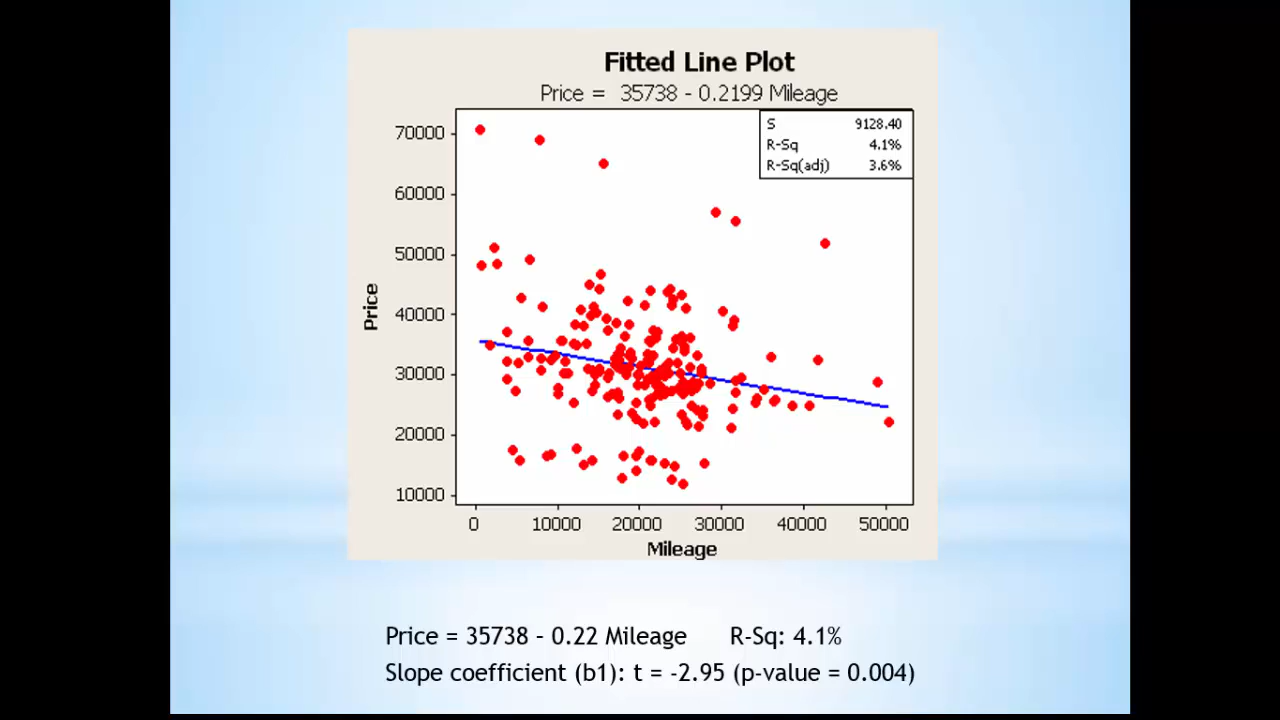 Fitted Line Plot
Price = 35738 - 0.2199 Mileage
S 9128.40
R-Sq 4.1%
R-Sq(adj) 3.6%
70000
60000
50000
40000
30000
20000
10000
Price
0 10000 20000 30000 40000 50000
Mileage
Price = 35738 – 0.22 Mileage R-Sq: 4.1%
Slope coefficient (b1): t = -2.95 (p-value = 0.004)